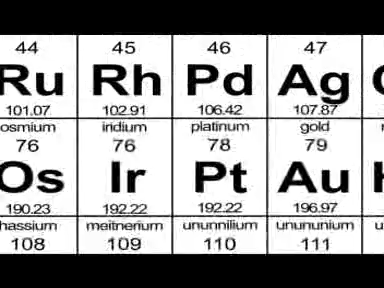 44 45 46 47
Ru Rh Pd Ag
101.07 102.91 106.42 107.87
osmium iridium platinum gold
76 76 78 79
Os Ir Pt Au
190.23 192.22 192.22 196.97
hassium meitnerium ununnilium unununium
108 109 110 111